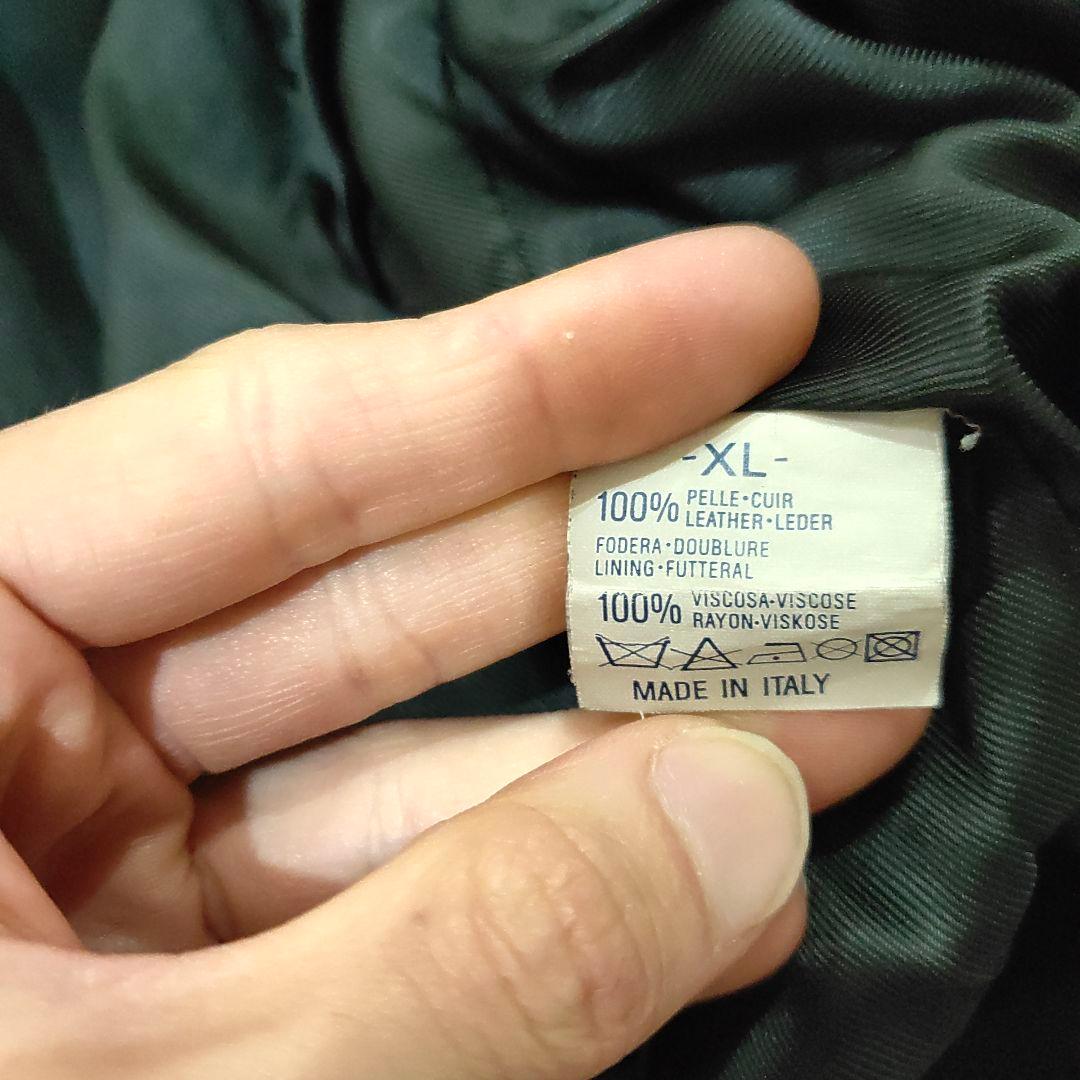 -XL-
100% PELLE·CUIR
LEATHER·LEDER
FODERA·DOUBLURE
LINING·FUTTERAL
100% VISCOSA·VISCOSE
RAYON·VISKOSE
MADE IN ITALY